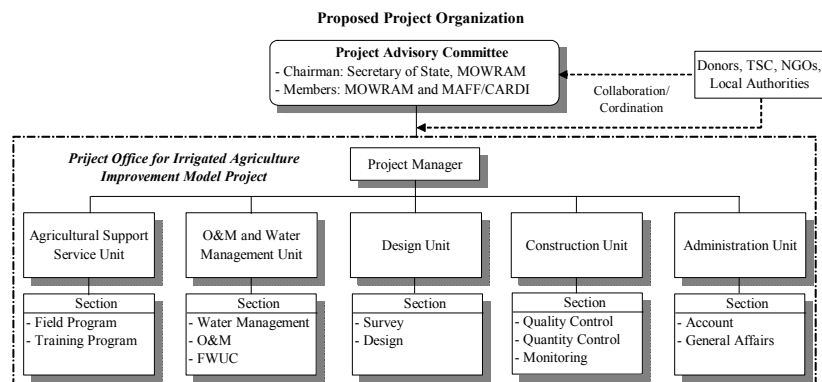 Proposed Project Organization
Project Advisory Committee
- Chairman: Secretary of State, MOWRAM
- Members: MOWRAM and MAFF/CARDI
Donors, TSC, NGOs,
Local Authorities
Collaboration/
Cordination
Priject Office for Irrigated Agriculture
Improvement Model Project
Project Manager
Agricultural Support
Service Unit
O&M and Water
Management Unit
Design Unit
Construction Unit
Administration Unit
Section
- Field Program
- Training Program
Section
- Water Management
- O&M
- FWUC
Section
- Survey
- Design
Section
- Quality Control
- Quantity Control
- Monitoring
Section
- Account
- General Affairs